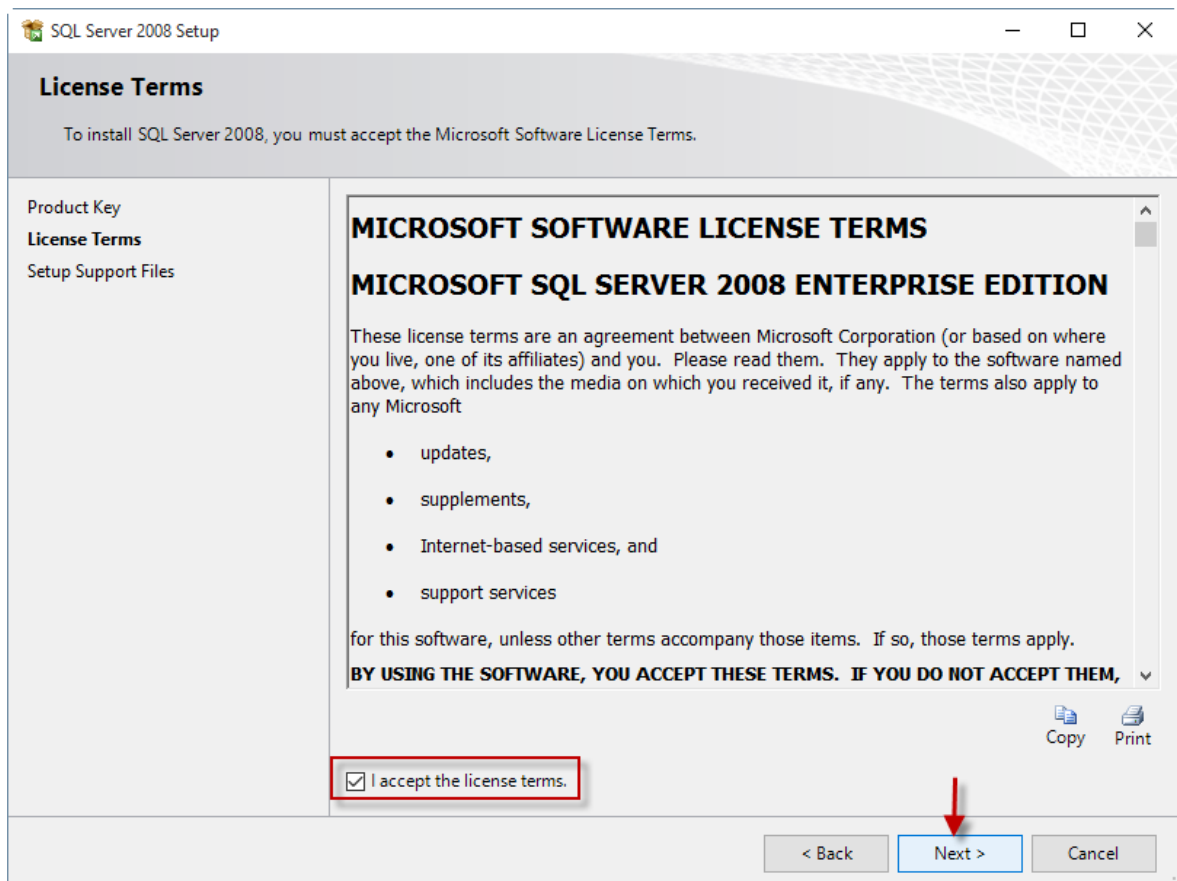 SQL Server 2008 Setup
License Terms
To install SQL Server 2008, you must accept the Microsoft Software License Terms.
Product Key
License Terms
Setup Support Files
MICROSOFT SOFTWARE LICENSE TERMS
MICROSOFT SQL SERVER 2008 ENTERPRISE EDITION
These license terms are an agreement between Microsoft Corporation (or based on where
you live, one of its affiliates) and you.  Please read them.  They apply to the software named
above, which includes the media on which you received it, if any.  The terms also apply to
any Microsoft
• updates,
• supplements,
• Internet-based services, and
• support services
for this software, unless other terms accompany those items.  If so, those terms apply.
BY USING THE SOFTWARE, YOU ACCEPT THESE TERMS.  IF YOU DO NOT ACCEPT THEM,
Copy Print
I accept the license terms.
< Back Next > Cancel